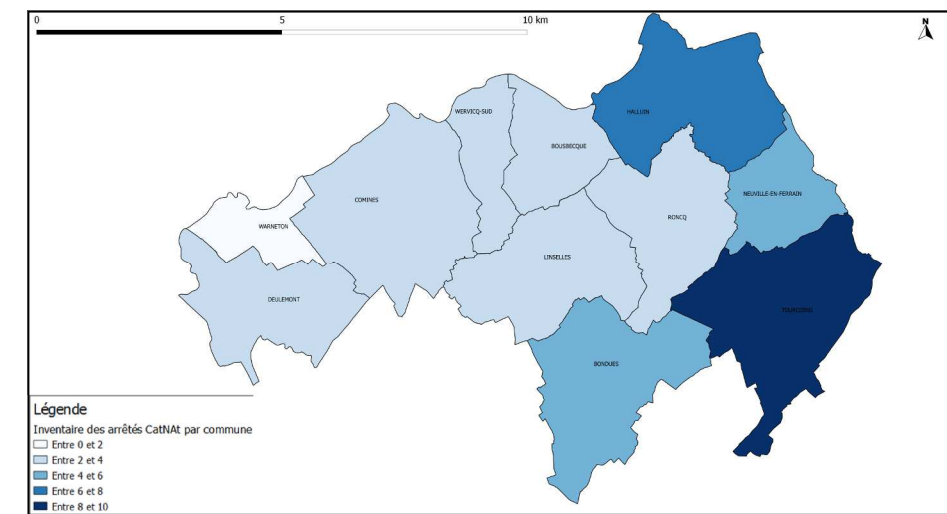 0 5 10 km
N
WERVICQ-SUD
HALLUIN
BOUSBECQUE
NEUVILLE-EN-FERRAIN
COMINES
RONCQ
WARNETON
LINSELLES
DEULEMONT
TOURCOING
BONDUES
Légende
Inventaire des arrêtés CatNAt par commune
Entre 0 et 2
Entre 2 et 4
Entre 4 et 6
Entre 6 et 8
Entre 8 et 10